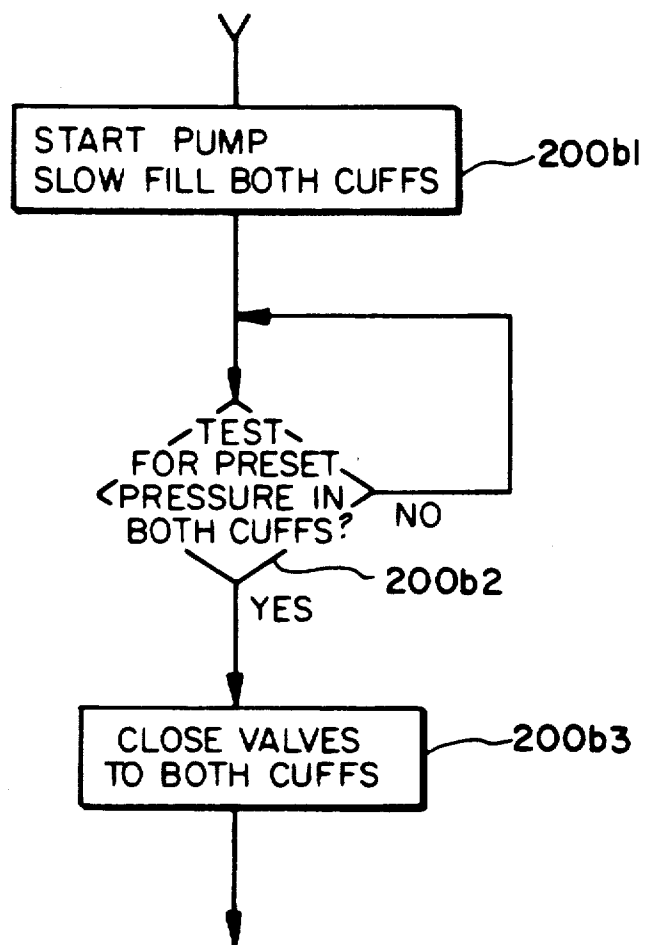 START PUMP
SLOW FILL BOTH CUFFS
200b1
TEST
FOR PRESET
PRESSURE IN
BOTH CUFFS?
NO
200b2
YES
CLOSE VALVES
TO BOTH CUFFS
200b3